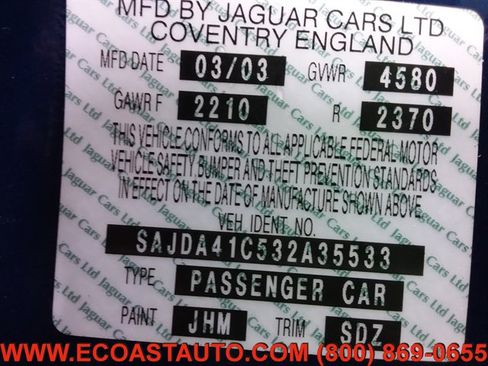 MFD BY JAGUAR CARS LTD
COVENTRY ENGLAND
MFD DATE 03/03 GVWR 4580
GAWR F 2210 R 2370
THIS VEHICLE CONFORMS TO ALL APPLICABLE FEDERAL MOTOR
VEHICLE SAFETY BUMPER AND THEFT PREVENTION STANDARDS
IN EFFECT ON THE DATE OF MANUFACTURE SHOWN ABOVE
VEH. IDENT NO.
SAJDA41C532A35533
TYPE PASSENGER CAR
PAINT JHM TRIM SDZ
WWW.ECOASTAUTO.COM (800) 869-0655